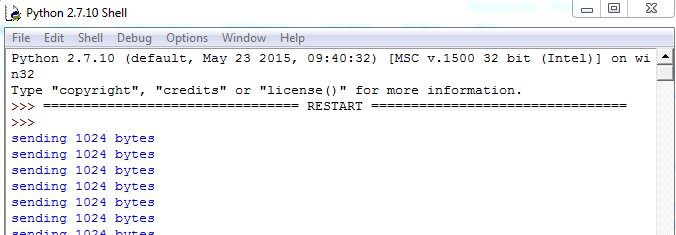 Python 2.7.10 Shell
File Edit Shell Debug Options Window Help
Python 2.7.10 (default, May 23 2015, 09:40:32) [MSC v.1500 32 bit (Intel)] on wi
n32
Type "copyright", "credits" or "license()" for more information.
>>> ================================ RESTART ================================
>>>
sending 1024 bytes
sending 1024 bytes
sending 1024 bytes
sending 1024 bytes
sending 1024 bytes
sending 1024 bytes
sending 1024 bytes